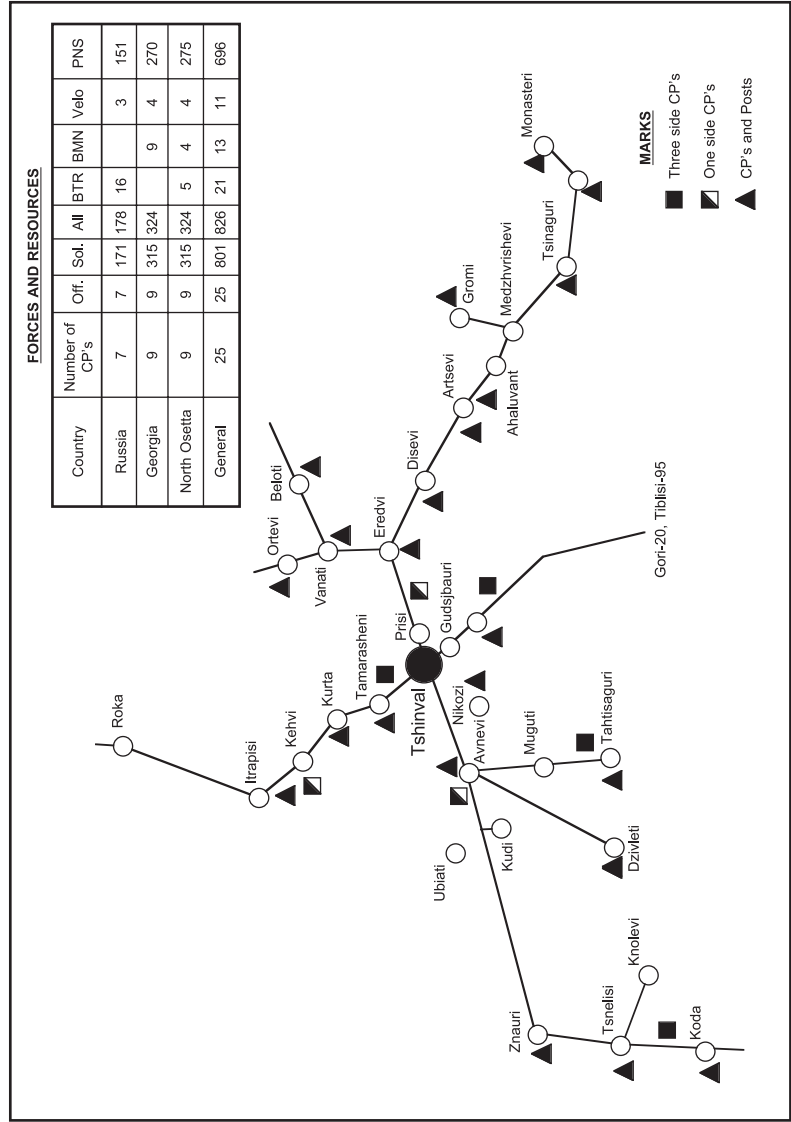 FORCES AND RESOURCES
Country Number of CP's Off. Sol. All BTR BMN Velo PNS
Russia 7 7 171 178 16 3 151
Georgia 9 9 315 324 9 4 270
North Osetta 9 9 315 324 5 4 4 275
General 25 25 801 826 21 13 11 696
Roka
Itrapisi
Kehvi
Kurta
Tamarasheni
Tshinval
Ortevi
Beloti
Vanati
Eredvi
Prisi
Gudsjbauri
Disevi
Artsevi
Ahaluvant
Gromi
Medzhvrishevi
Tsinaguri
Monasteri
Nikozi
Avnevi
Muguti
Tahtisaguri
Dzivleti
Ubiati
Kudi
Znauri
Tsnelisi
Knolevi
Koda
Gori-20, Tiblisi-95
MARKS
Three side CP's
One side CP's
CP's and Posts